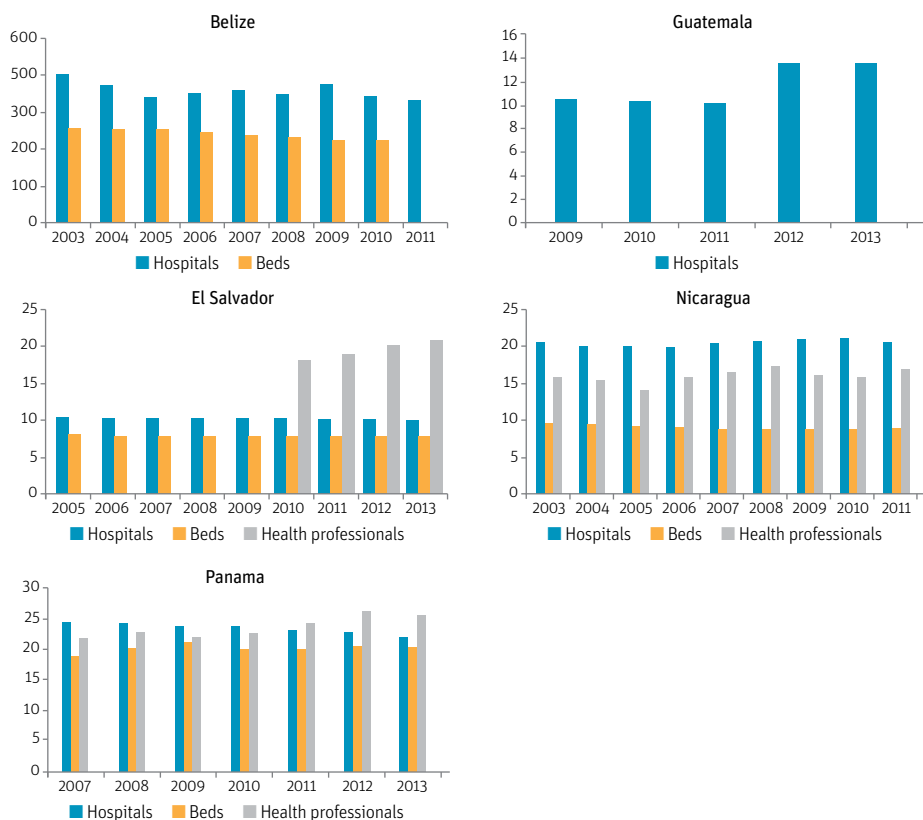 Belize
600
500
300
200
100
0
2003 2004 2005 2006 2007 2008 2009 2010 2011
Hospitals Beds
Guatemala
16
14
12
10
8
6
4
2
0
2009 2010 2011 2012 2013
Hospitals
El Salvador
25
20
15
10
5
0
2005 2006 2007 2008 2009 2010 2011 2012 2013
Hospitals Beds Health professionals
Nicaragua
25
20
15
10
5
0
2003 2004 2005 2006 2007 2008 2009 2010 2011
Hospitals Beds Health professionals
Panama
30
25
20
15
10
5
0
2007 2008 2009 2010 2011 2012 2013
Hospitals Beds Health professionals